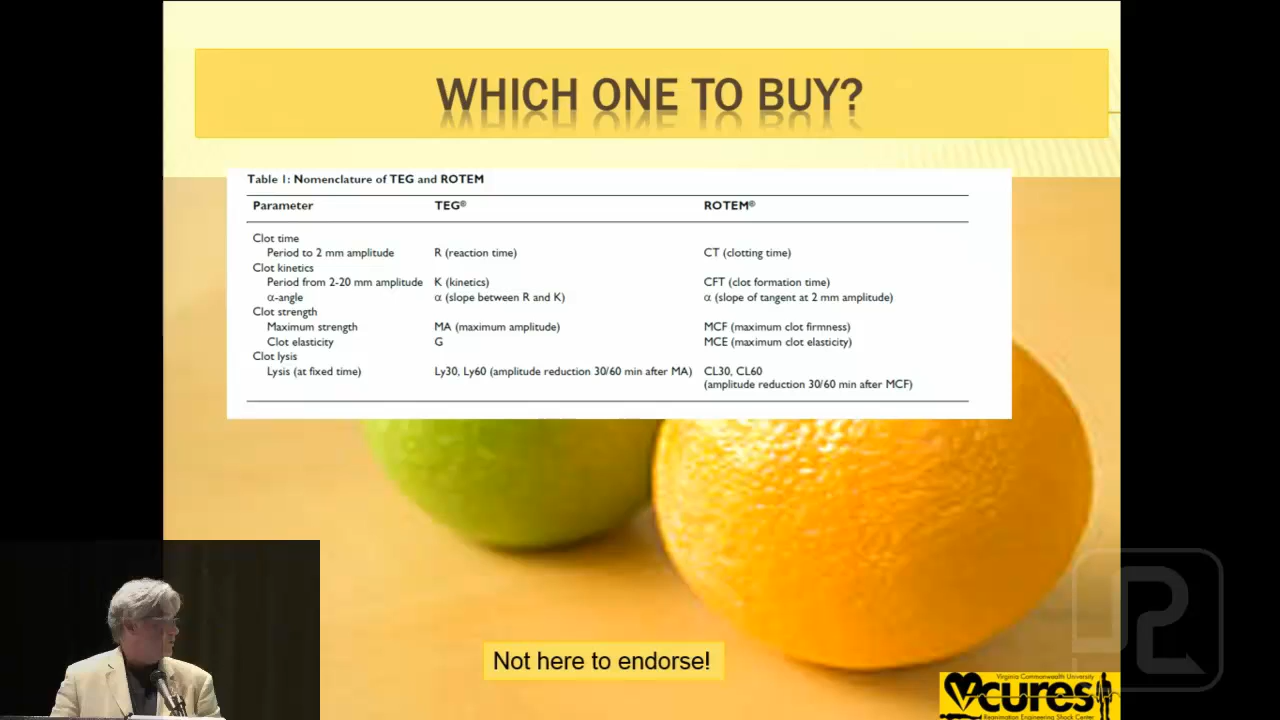 WHICH ONE TO BUY?
Table 1: Nomenclature of TEG and ROTEM
Parameter TEG® ROTEM®
Clot time
Period to 2 mm amplitude R (reaction time) CT (clotting time)
Clot kinetics
Period from 2-20 mm amplitude K (kinetics) CFT (clot formation time)
α-angle α (slope between R and K) α (slope of tangent at 2 mm amplitude)
Clot strength
Maximum strength MA (maximum amplitude) MCF (maximum clot firmness)
Clot elasticity G MCE (maximum clot elasticity)
Clot lysis
Lysis (at fixed time) Ly30, Ly60 (amplitude reduction 30/60 min after MA) CL30, CL60
(amplitude reduction 30/60 min after MCF)
Not here to endorse!
Virginia Commonwealth University
vcures
Reanimation Engineering Shock Center